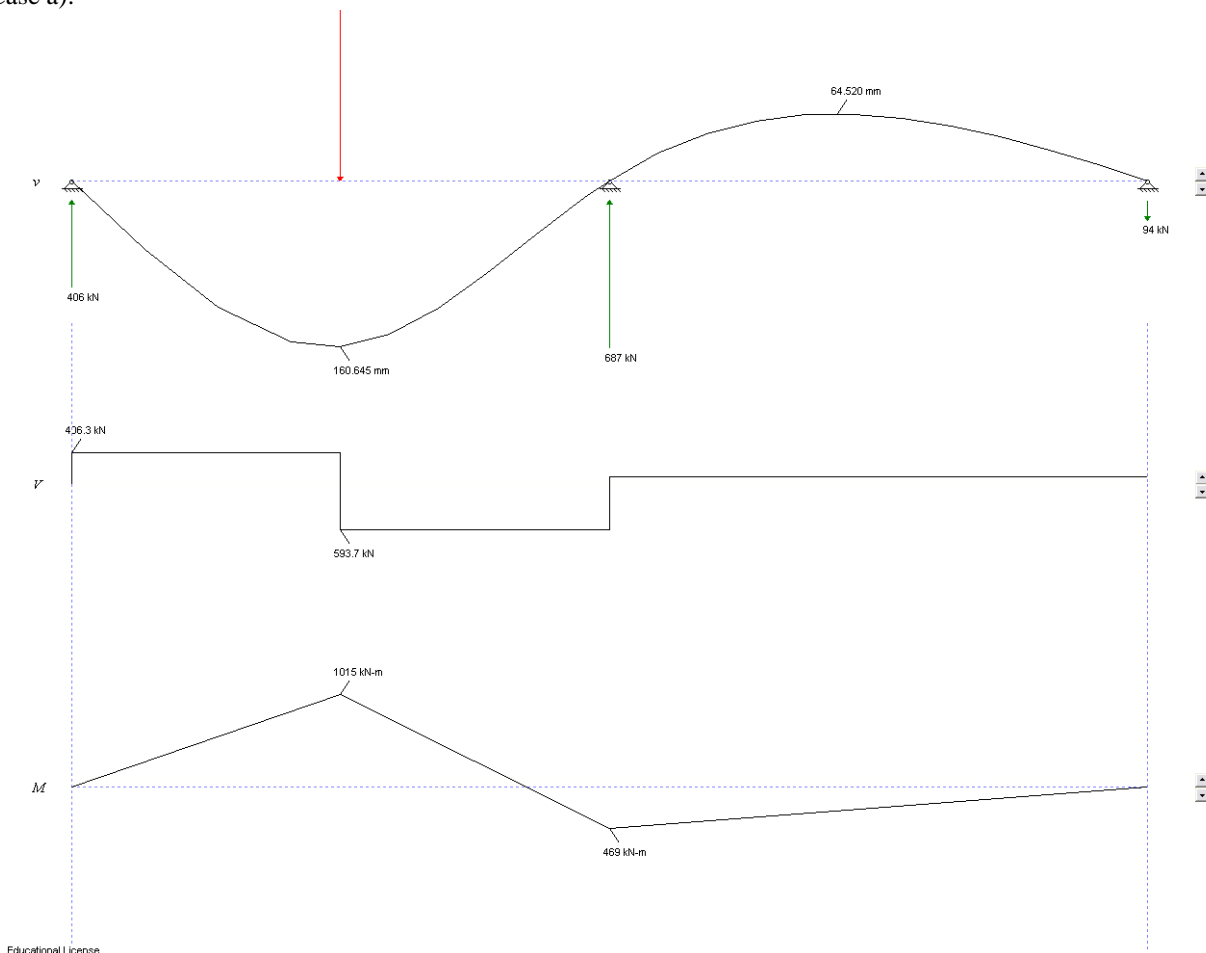 case a).
64.520 mm
v
94 kN
406 kN
687 kN
160.645 mm
406.3 kN
V
593.7 kN
1015 kN-m
M
469 kN-m
Educational License